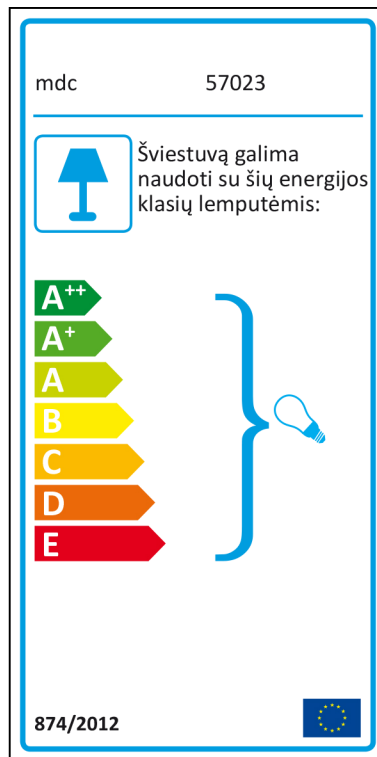 mdc 57023
Šviestuvą galima
naudoti su šių energijos
klasių lemputėmis:
A++
A+
A
B
C
D
E
874/2012